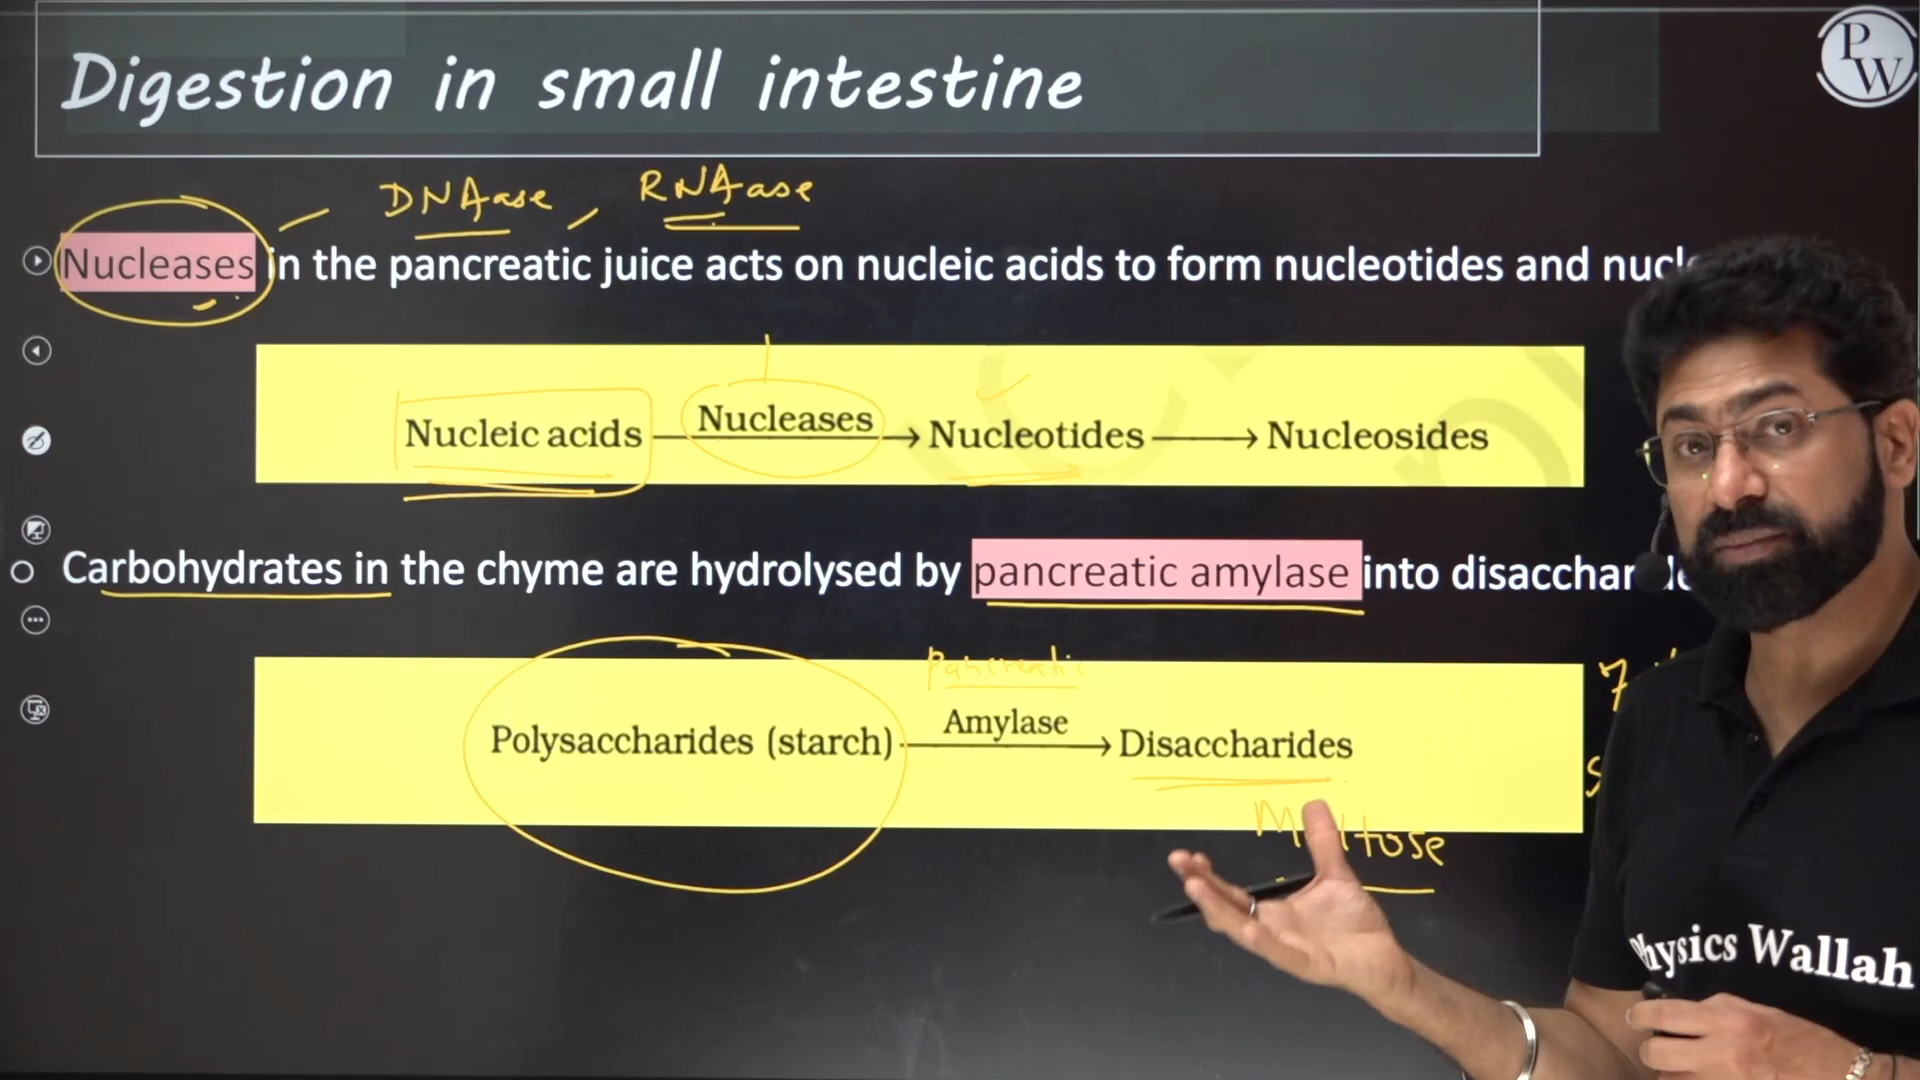 Digestion in small intestine
P
W
DNAase, RNAase
Nucleases in the pancreatic juice acts on nucleic acids to form nucleotides and
Nucleic acids Nucleases Nucleotides Nucleosides
Carbohydrates in the chyme are hydrolysed by pancreatic amylase into
Pancreatic
Polysaccharides (starch) Amylase Disaccharides
Maltose
Physics Wallah